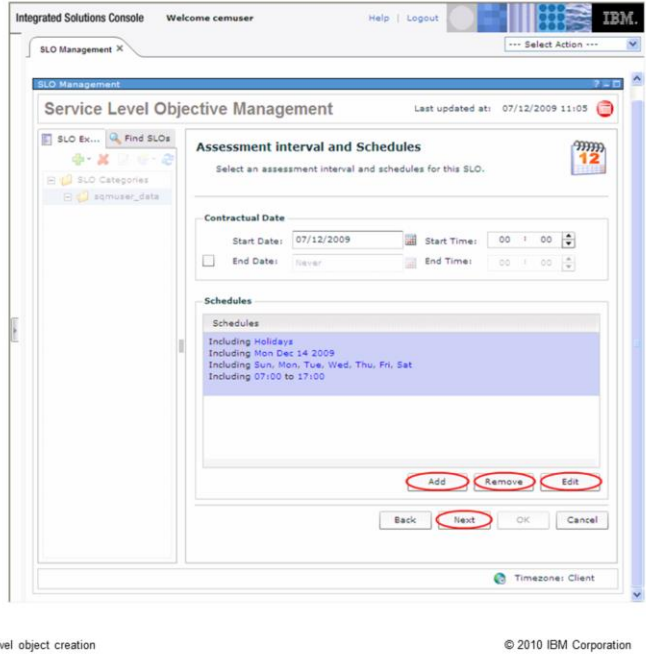 Integrated Solutions Console Welcome cemuser Help | Logout IBM.
SLO Management X --- Select Action ---
SLO Management
Service Level Objective Management Last updated at: 07/12/2009 11:05
SLO Ex... Find SLOs
SLO Categories
sqmuser_data
Assessment interval and Schedules
Select an assessment interval and schedules for this SLO.
12
Contractual Date
Start Date: 07/12/2009 Start Time: 00 : 00
End Date: Never End Time: 00 : 00
Schedules
Schedules
Including Holidays
Including Mon Dec 14 2009
Including Sun, Mon, Tue, Wed, Thu, Fri, Sat
Including 07:00 to 17:00
Add Remove Edit
Back Next OK Cancel
Timezone: Client
vel object creation © 2010 IBM Corporation